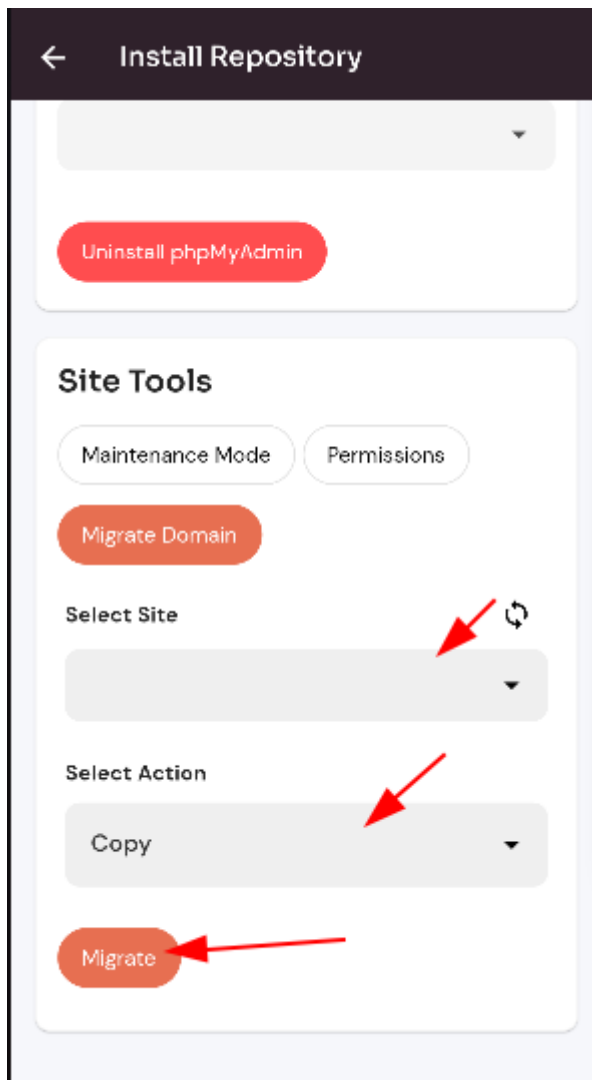 Install Repository
Uninstall phpMyAdmin
Site Tools
Maintenance Mode
Permissions
Migrate Domain
Select Site
Select Action
Copy
Migrate